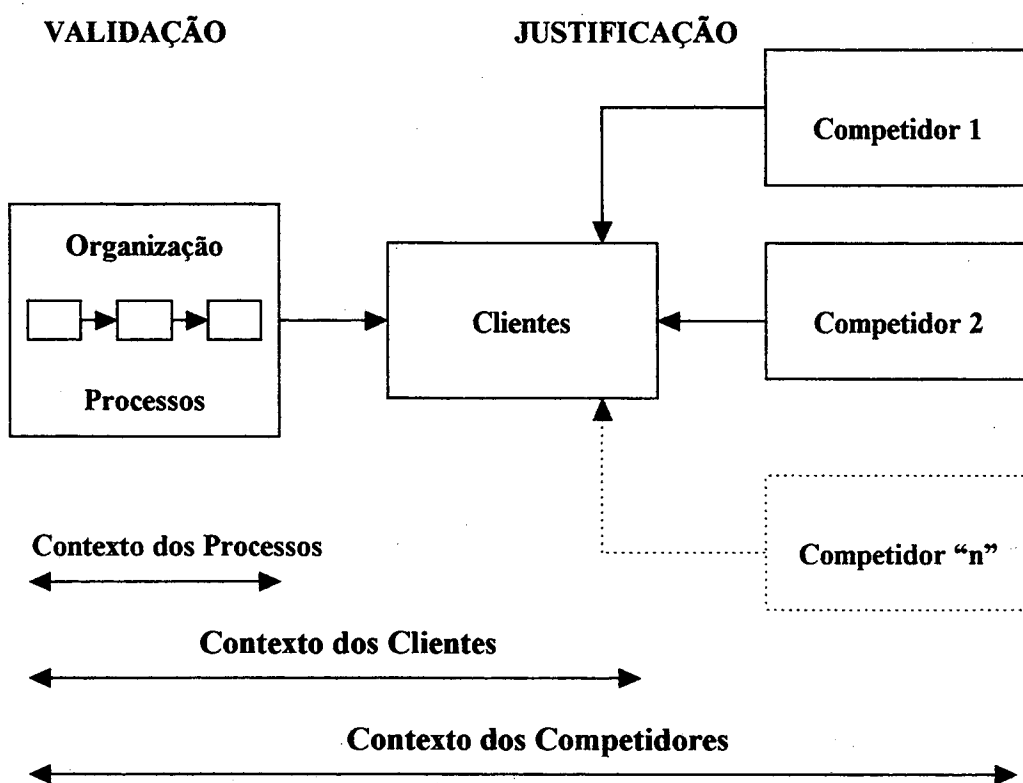 VALIDAÇÃO
JUSTIFICAÇÃO
Competidor 1
Organização
Processos
Clientes
Competidor 2
Competidor “n”
Contexto dos Processos
Contexto dos Clientes
Contexto dos Competidores